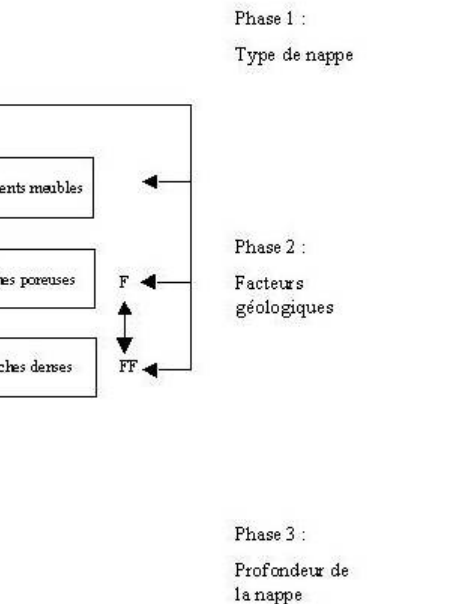 Phase 1 :
Type de nappe
ents meubles
Phase 2 :
es poreuses
F
Facteurs
géologiques
ches denses
FF
Phase 3 :
Profondeur de
la nappe